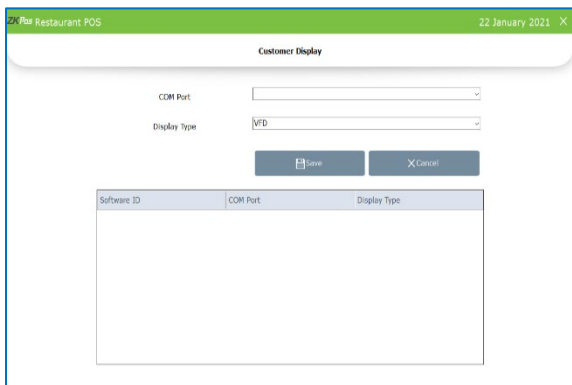 ZKPos Restaurant POS 22 January 2021 X
Customer Display
COM Port
Display Type VFD
Save Cancel
Software ID COM Port Display Type